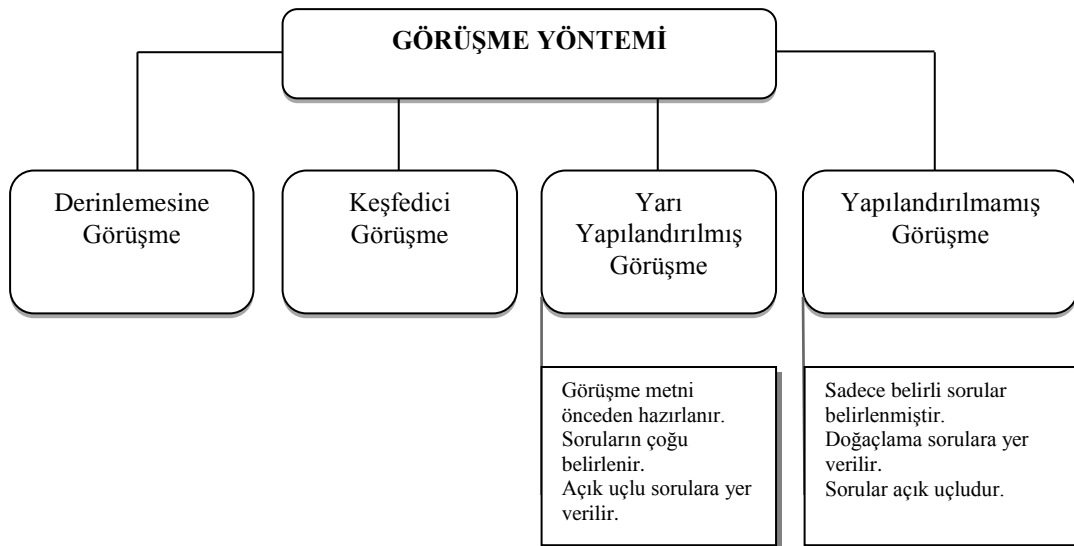 GÖRÜŞME YÖNTEMİ
Derinlemesine
Görüşme
Keşfedici
Görüşme
Yarı
Yapılandırılmış
Görüşme
Yapılandırılmamış
Görüşme
Görüşme metni
önceden hazırlanır.
Soruların çoğu
belirlenir.
Açık uçlu sorulara yer
verilir.
Sadece belirli sorular
belirlenmiştir.
Doğaçlama sorulara yer
verilir.
Sorular açık uçludur.